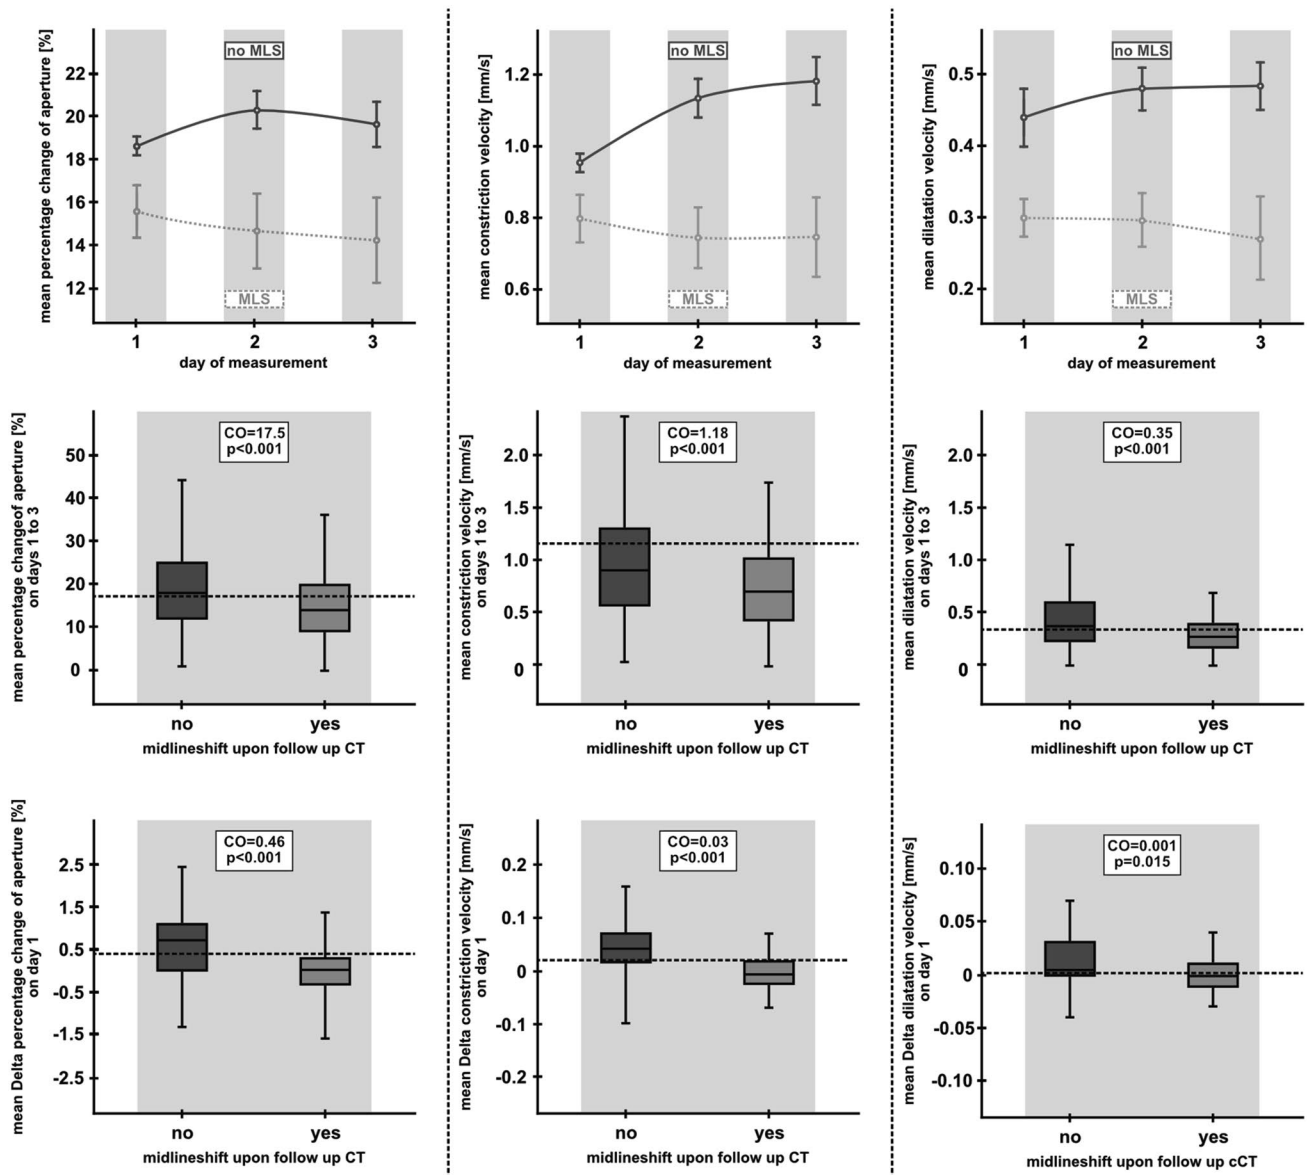 mean percentage change of aperture [%]
22
20
18
16
14
12
no MLS
MLS
1
2
3
day of measurement
mean constriction velocity [mm/s]
1.2
1.0
0.8
0.6
no MLS
MLS
1
2
3
day of measurement
mean dilatation velocity [mm/s]
0.5
0.4
0.3
0.2
no MLS
MLS
1
2
3
day of measurement
mean percentage changeof aperture [%]
on days 1 to 3
50
40
30
20
10
0
CO=17.5
p<0.001
no
yes
midlineshift upon follow up CT
mean constriction velocity [mm/s]
on days 1 to 3
2.0
1.5
1.0
0.5
0
CO=1.18
p<0.001
no
yes
midlineshift upon follow up CT
mean dilatation velocity [mm/s]
on days 1 to 3
2.0
1.5
1.0
0.5
0
CO=0.35
p<0.001
no
yes
midlineshift upon follow up CT
mean Delta percentage change of aperture [%]
on day 1
2.5
1.5
0.5
-0.5
-1.5
-2.5
CO=0.46
p<0.001
no
yes
midlineshift upon follow up CT
mean Delta constriction velocity [mm/s]
on day 1
0.2
0.1
0
-0.1
-0.2
CO=0.03
p<0.001
no
yes
midlineshift upon follow up CT
mean Delta dilatation velocity [mm/s]
on day 1
0.10
0.05
0
-0.05
-0.10
CO=0.001
p=0.015
no
yes
midlineshift upon follow up cCT